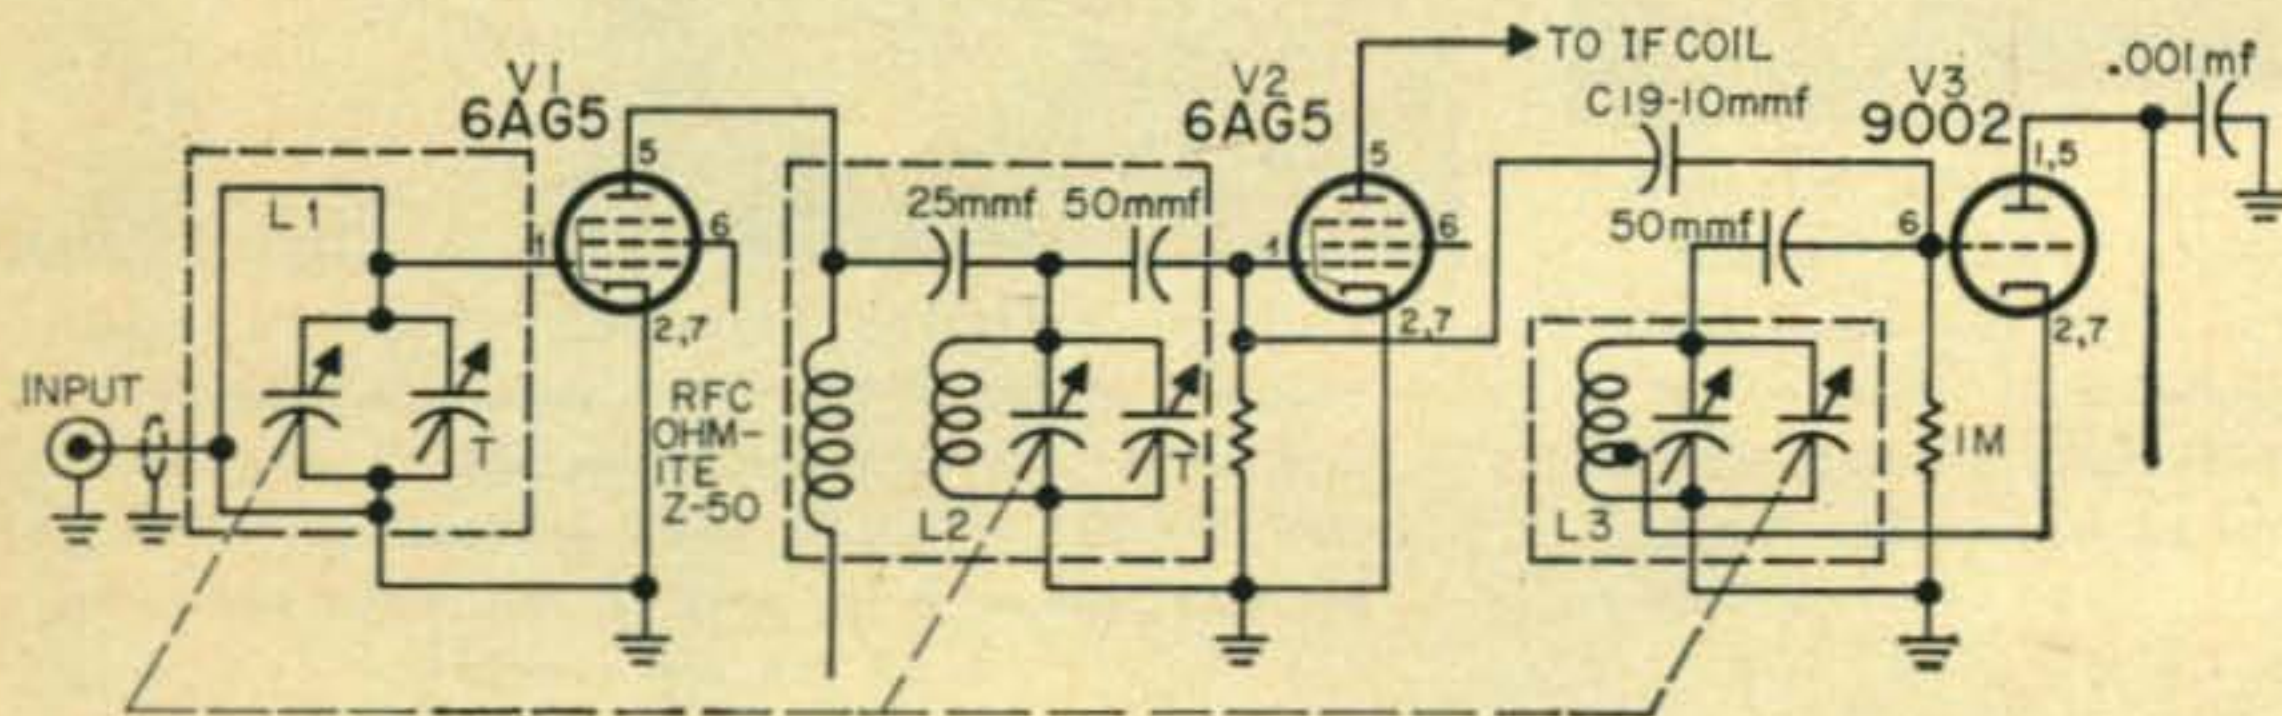 INPUT
L1
T
V1
6AG5
5
1
6
2,7
RFC
OHM-
ITE
Z-50
25mmf
50mmf
L2
T
V2
6AG5
5
1
6
2,7
TO IF COIL
C19-10mmf
50mmf
L3
1M
V3
9002
1,5
6
2,7
.001mf